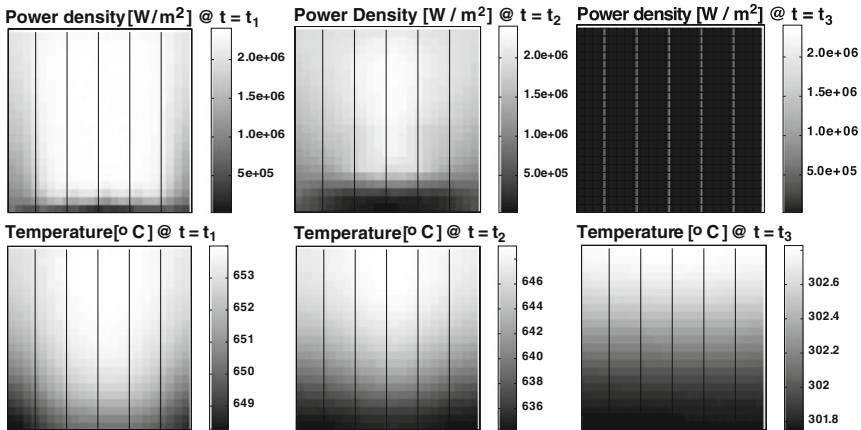 Power density[W/m²] @ t = t₁
2.0e+06
1.5e+06
1.0e+06
5e+05
Power Density [W / m²] @ t = t₂
2.0e+06
1.5e+06
1.0e+06
5.0e+05
Power density [W / m²] @ t = t₃
2.0e+06
1.5e+06
1.0e+06
5.0e+05
Temperature[º C] @ t = t₁
653
652
651
650
649
Temperature[º C] @ t = t₂
646
644
642
640
638
636
Temperature [º C] @ t = t₃
302.6
302.4
302.2
302
301.8